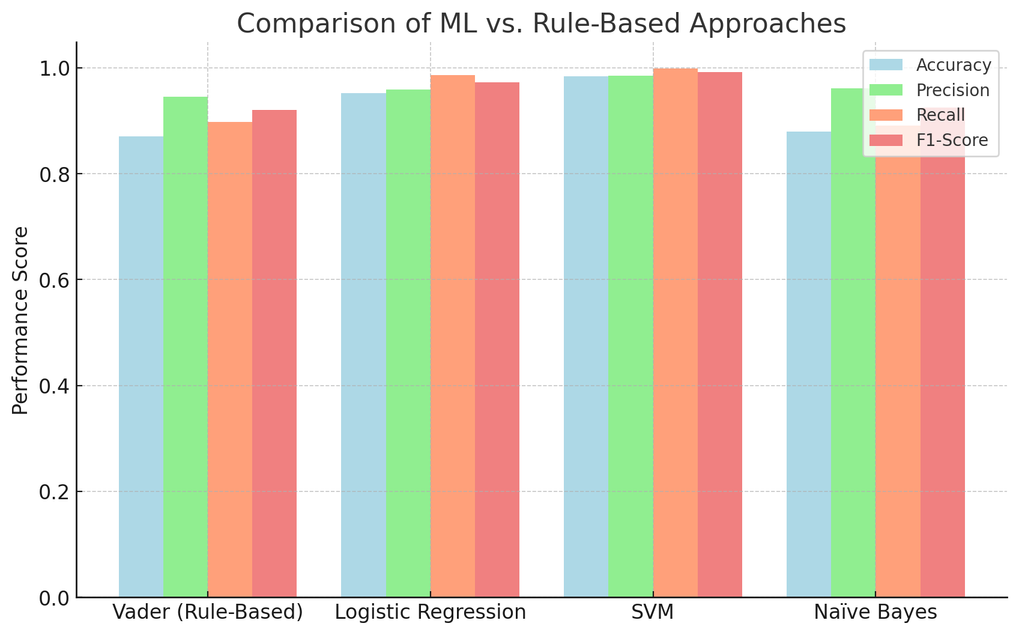 Comparison of ML vs. Rule-Based Approaches
Accuracy
Precision
Recall
F1-Score
Performance Score
1.0
0.8
0.6
0.4
0.2
0.0
Vader (Rule-Based)
Logistic Regression
SVM
Naïve Bayes